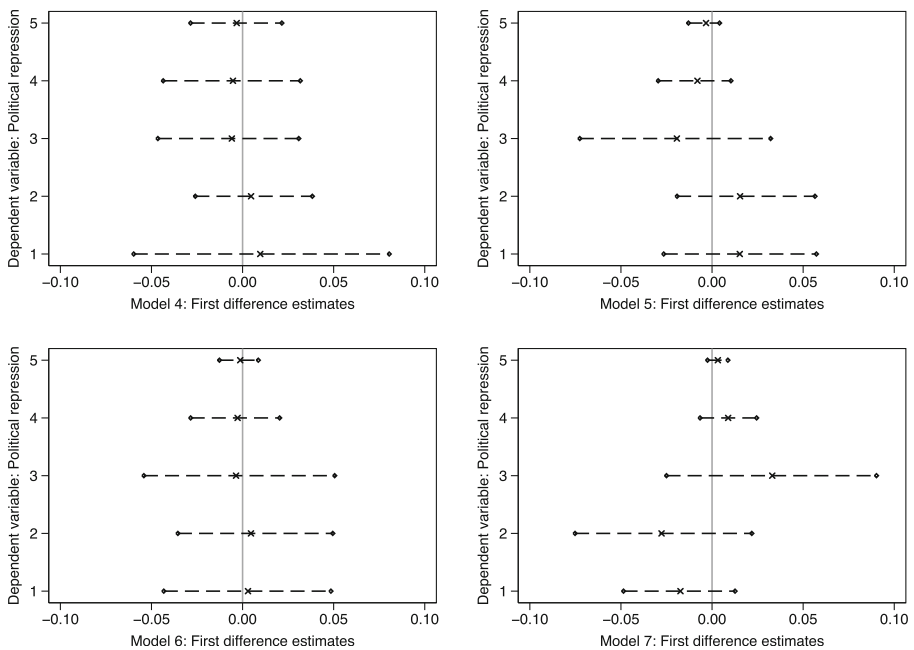 Dependent variable: Political repression
5
4
3
2
1
−0.10 −0.05 0.00 0.05 0.10
Model 4: First difference estimates
Dependent variable: Political repression
5
4
3
2
1
−0.10 −0.05 0.00 0.05 0.10
Model 5: First difference estimates
Dependent variable: Political repression
5
4
3
2
1
−0.10 −0.05 0.00 0.05 0.10
Model 6: First difference estimates
Dependent variable: Political repression
5
4
3
2
1
−0.10 −0.05 0.00 0.05 0.10
Model 7: First difference estimates